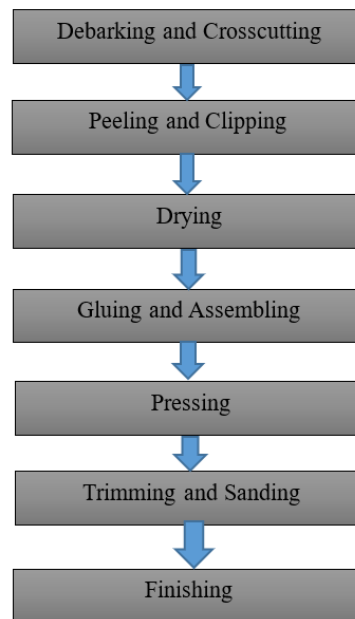 Debarking and Crosscutting
Peeling and Clipping
Drying
Gluing and Assembling
Pressing
Trimming and Sanding
Finishing